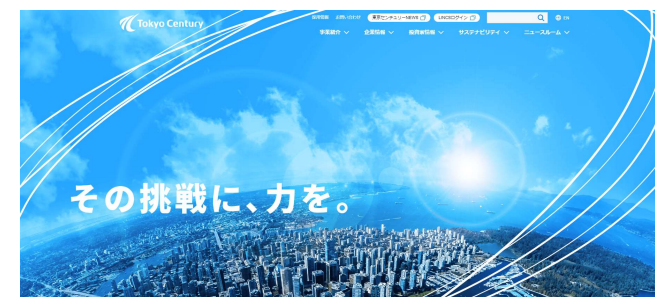 Tokyo Century
採用情報 お問い合わせ 東京センチュリーNEWS LINCSログイン EN
事業紹介 企業情報 投資家情報 サステナビリティ ニュースルーム
その挑戦に、力を。